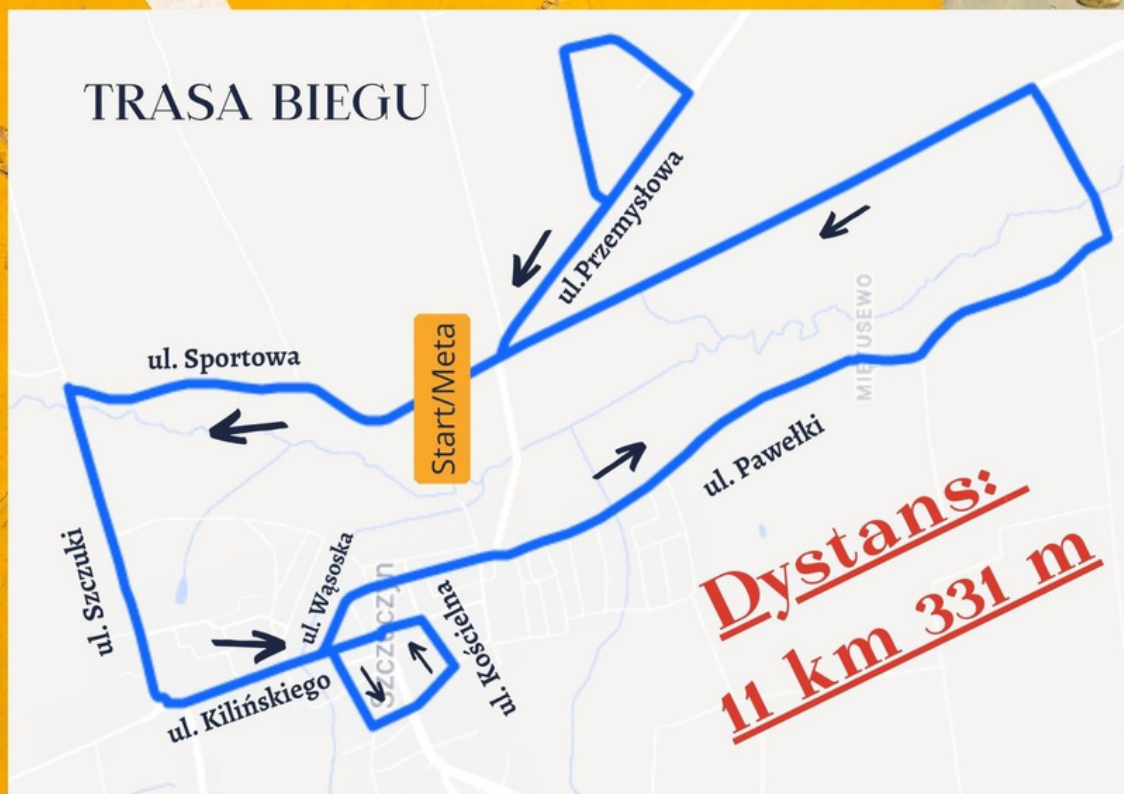 TRASA BIEGU
ul.Przemysłowa
MIĘTUSEWO
ul. Sportowa
Start/Meta
ul. Pawełki
Dystans:
11 km 331 m
ul. Szczuki
ul. Wąsoska
Szczuczyn
ul. Kościelna
ul. Kilińskiego